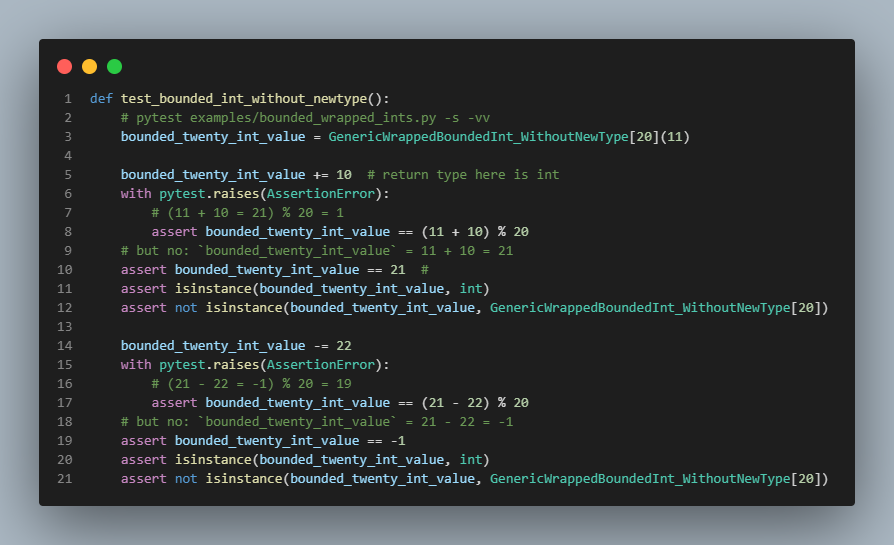 1 def test_bounded_int_without_newtype():
2     # pytest examples/bounded_wrapped_ints.py -s -vv
3     bounded_twenty_int_value = GenericWrappedBoundedInt_WithoutNewType[20](11)
4
5     bounded_twenty_int_value += 10  # return type here is int
6     with pytest.raises(AssertionError):
7         # (11 + 10 = 21) % 20 = 1
8         assert bounded_twenty_int_value == (11 + 10) % 20
9     # but no: `bounded_twenty_int_value` = 11 + 10 = 21
10     assert bounded_twenty_int_value == 21  #
11     assert isinstance(bounded_twenty_int_value, int)
12     assert not isinstance(bounded_twenty_int_value, GenericWrappedBoundedInt_WithoutNewType[20])
13
14     bounded_twenty_int_value -= 22
15     with pytest.raises(AssertionError):
16         # (21 - 22 = -1) % 20 = 19
17         assert bounded_twenty_int_value == (21 - 22) % 20
18     # but no: `bounded_twenty_int_value` = 21 - 22 = -1
19     assert bounded_twenty_int_value == -1
20     assert isinstance(bounded_twenty_int_value, int)
21     assert not isinstance(bounded_twenty_int_value, GenericWrappedBoundedInt_WithoutNewType[20])